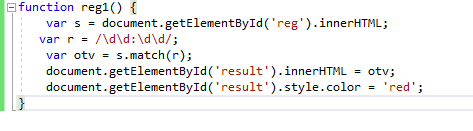 function reg1() {
var s = document.getElementById('reg').innerHTML;
var r = /\d\d:\d\d/;
var otv = s.match(r);
document.getElementById('result').innerHTML = otv;
document.getElementById('result').style.color = 'red';
}